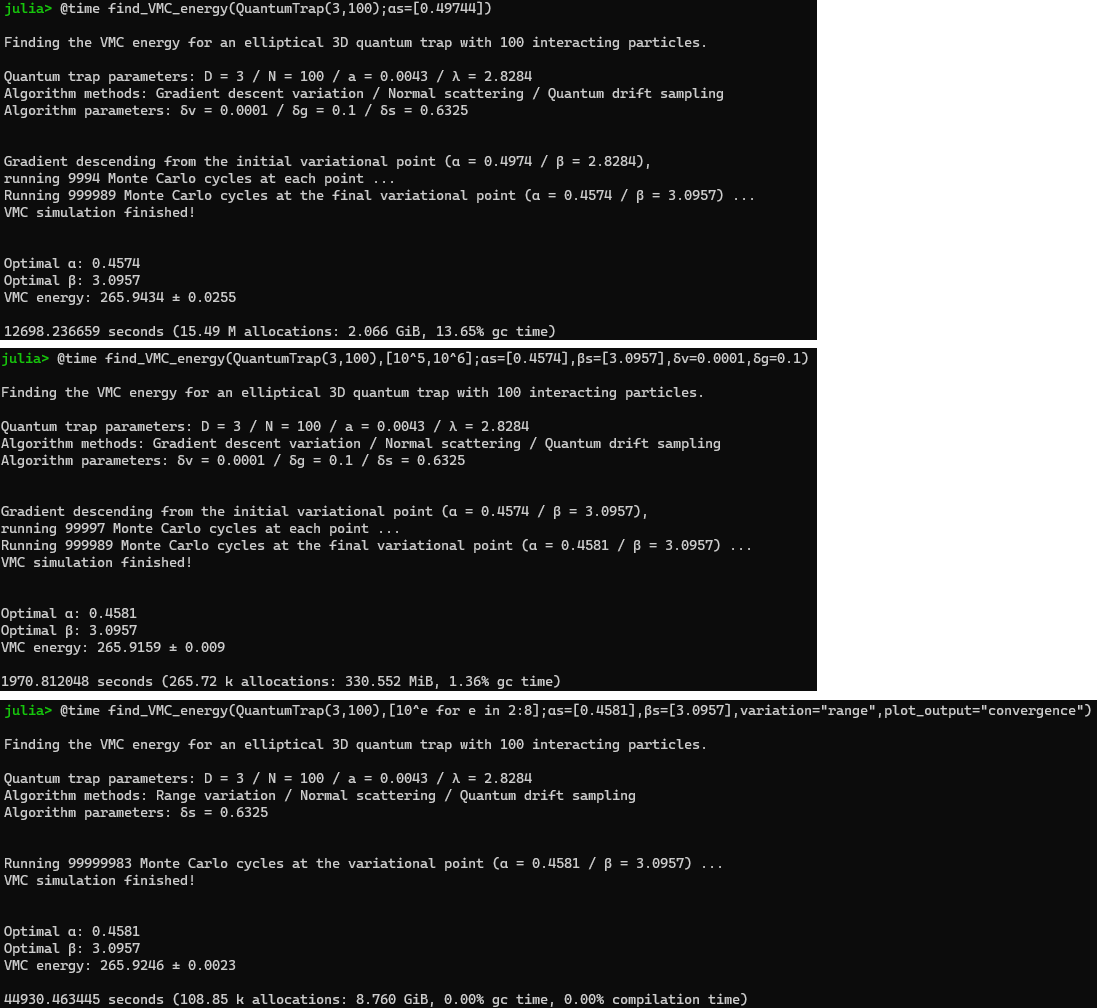 julia> @time find_VMC_energy(QuantumTrap(3,100);αs=[0.49744])
Finding the VMC energy for an elliptical 3D quantum trap with 100 interacting particles.
Quantum trap parameters: D = 3 / N = 100 / a = 0.0043 / λ = 2.8284
Algorithm methods: Gradient descent variation / Normal scattering / Quantum drift sampling
Algorithm parameters: δv = 0.0001 / δg = 0.1 / δs = 0.6325
Gradient descending from the initial variational point (α = 0.4974 / β = 2.8284),
running 9994 Monte Carlo cycles at each point ...
Running 999989 Monte Carlo cycles at the final variational point (α = 0.4574 / β = 3.0957) ...
VMC simulation finished!
Optimal α: 0.4574
Optimal β: 3.0957
VMC energy: 265.9434 ± 0.0255
12698.236659 seconds (15.49 M allocations: 2.066 GiB, 13.65% gc time)
julia> @time find_VMC_energy(QuantumTrap(3,100),[10^5,10^6];αs=[0.4574],βs=[3.0957],δv=0.0001,δg=0.1)
Finding the VMC energy for an elliptical 3D quantum trap with 100 interacting particles.
Quantum trap parameters: D = 3 / N = 100 / a = 0.0043 / λ = 2.8284
Algorithm methods: Gradient descent variation / Normal scattering / Quantum drift sampling
Algorithm parameters: δv = 0.0001 / δg = 0.1 / δs = 0.6325
Gradient descending from the initial variational point (α = 0.4574 / β = 3.0957),
running 99997 Monte Carlo cycles at each point ...
Running 999989 Monte Carlo cycles at the final variational point (α = 0.4581 / β = 3.0957) ...
VMC simulation finished!
Optimal α: 0.4581
Optimal β: 3.0957
VMC energy: 265.9159 ± 0.009
1970.812048 seconds (265.72 k allocations: 330.552 MiB, 1.36% gc time)
julia> @time find_VMC_energy(QuantumTrap(3,100),[10^e for e in 2:8];αs=[0.4581],βs=[3.0957],variation="range",plot_output="convergence")
Finding the VMC energy for an elliptical 3D quantum trap with 100 interacting particles.
Quantum trap parameters: D = 3 / N = 100 / a = 0.0043 / λ = 2.8284
Algorithm methods: Range variation / Normal scattering / Quantum drift sampling
Algorithm parameters: δs = 0.6325
Running 99999983 Monte Carlo cycles at the variational point (α = 0.4581 / β = 3.0957) ...
VMC simulation finished!
Optimal α: 0.4581
Optimal β: 3.0957
VMC energy: 265.9246 ± 0.0023
44930.463445 seconds (108.85 k allocations: 8.760 GiB, 0.00% gc time, 0.00% compilation time)